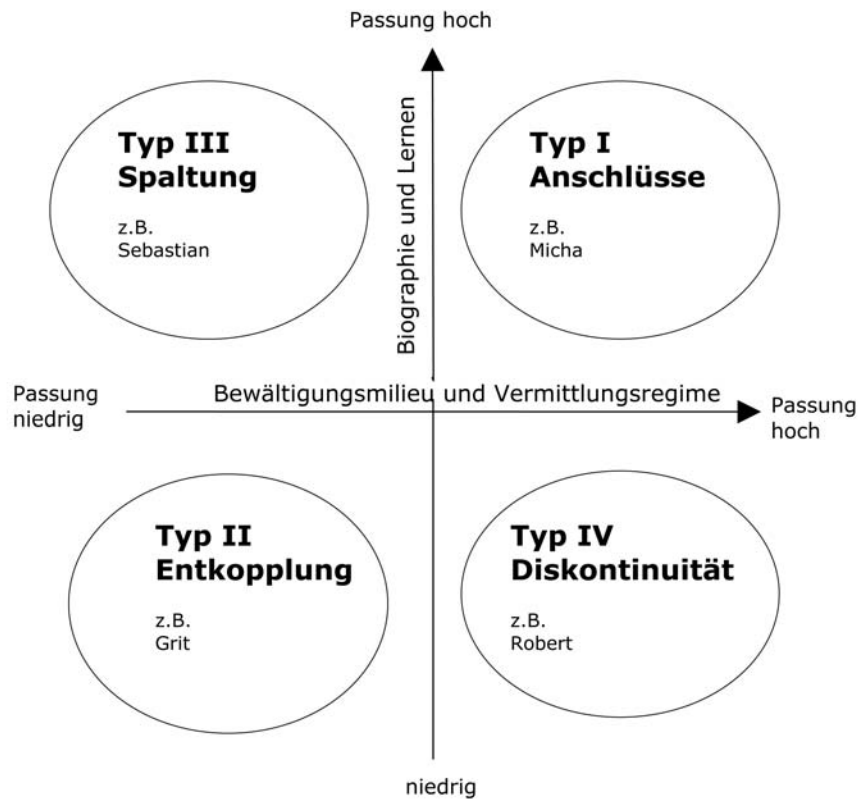 Passung hoch
Biographie und Lernen
Typ III
Spaltung
z.B.
Sebastian
Typ I
Anschlüsse
z.B.
Micha
Passung
niedrig
Bewältigungsmilieu und Vermittlungsregime
Passung
hoch
Typ II
Entkopplung
z.B.
Grit
Typ IV
Diskontinuität
z.B.
Robert
niedrig